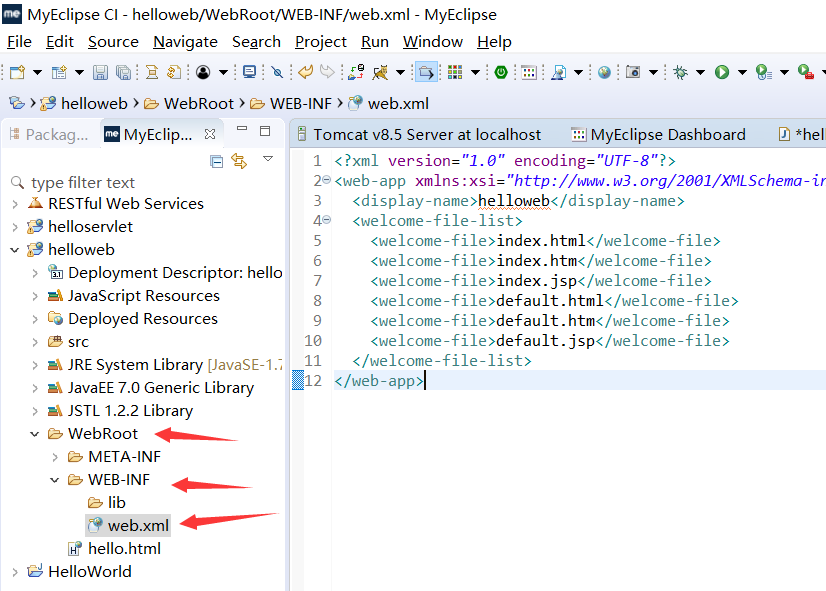 MyEclipse CI - helloweb/WebRoot/WEB-INF/web.xml - MyEclipse
File Edit Source Navigate Search Project Run Window Help
helloweb WebRoot WEB-INF web.xml
Packag... MyEclip...
type filter text
RESTful Web Services
helloservlet
helloweb
Deployment Descriptor: hello
JavaScript Resources
Deployed Resources
src
JRE System Library [JavaSE-1.7
JavaEE 7.0 Generic Library
JSTL 1.2.2 Library
WebRoot
META-INF
WEB-INF
lib
web.xml
hello.html
HelloWorld
Tomcat v8.5 Server at localhost MyEclipse Dashboard *hel
1 <?xml version="1.0" encoding="UTF-8"?>
2 <web-app xmlns:xsi="http://www.w3.org/2001/XMLSchema-in
3 <display-name>helloweb</display-name>
4 <welcome-file-list>
5 <welcome-file>index.html</welcome-file>
6 <welcome-file>index.htm</welcome-file>
7 <welcome-file>index.jsp</welcome-file>
8 <welcome-file>default.html</welcome-file>
9 <welcome-file>default.htm</welcome-file>
10 <welcome-file>default.jsp</welcome-file>
11 </welcome-file-list>
12 </web-app>